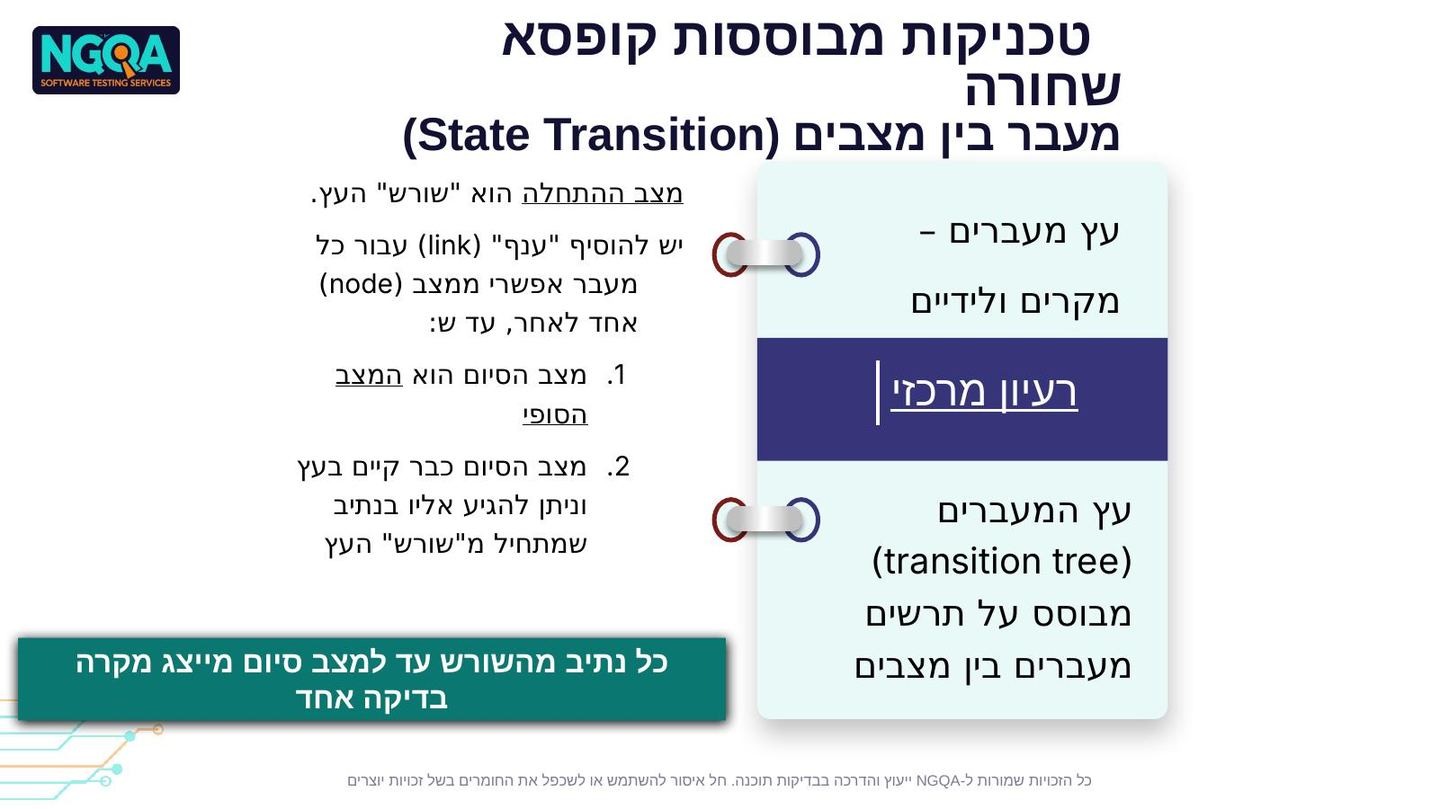 NGQA
SOFTWARE TESTING SERVICES
טכניקות מבוססות קופסא
שחורה
מעבר בין מצבים (State Transition)
עץ מעברים –
מקרים ולידיים
רעיון מרכזי
עץ המעברים
(transition tree)
מבוסס על תרשים
מעברים בין מצבים
מצב ההתחלה הוא "שורש" העץ.
יש להוסיף "ענף" (link) עבור כל
מעבר אפשרי ממצב (node)
אחד לאחר, עד ש:
1. מצב הסיום הוא המצב
הסופי
2. מצב הסיום כבר קיים בעץ
וניתן להגיע אליו בנתיב
שמתחיל מ"שורש" העץ
כל נתיב מהשורש עד למצב סיום מייצג מקרה
בדיקה אחד
כל הזכויות שמורות ל-NGQA ייעוץ והדרכה בבדיקות תוכנה. חל איסור להשתמש או לשכפל את החומרים בשל זכויות יוצרים